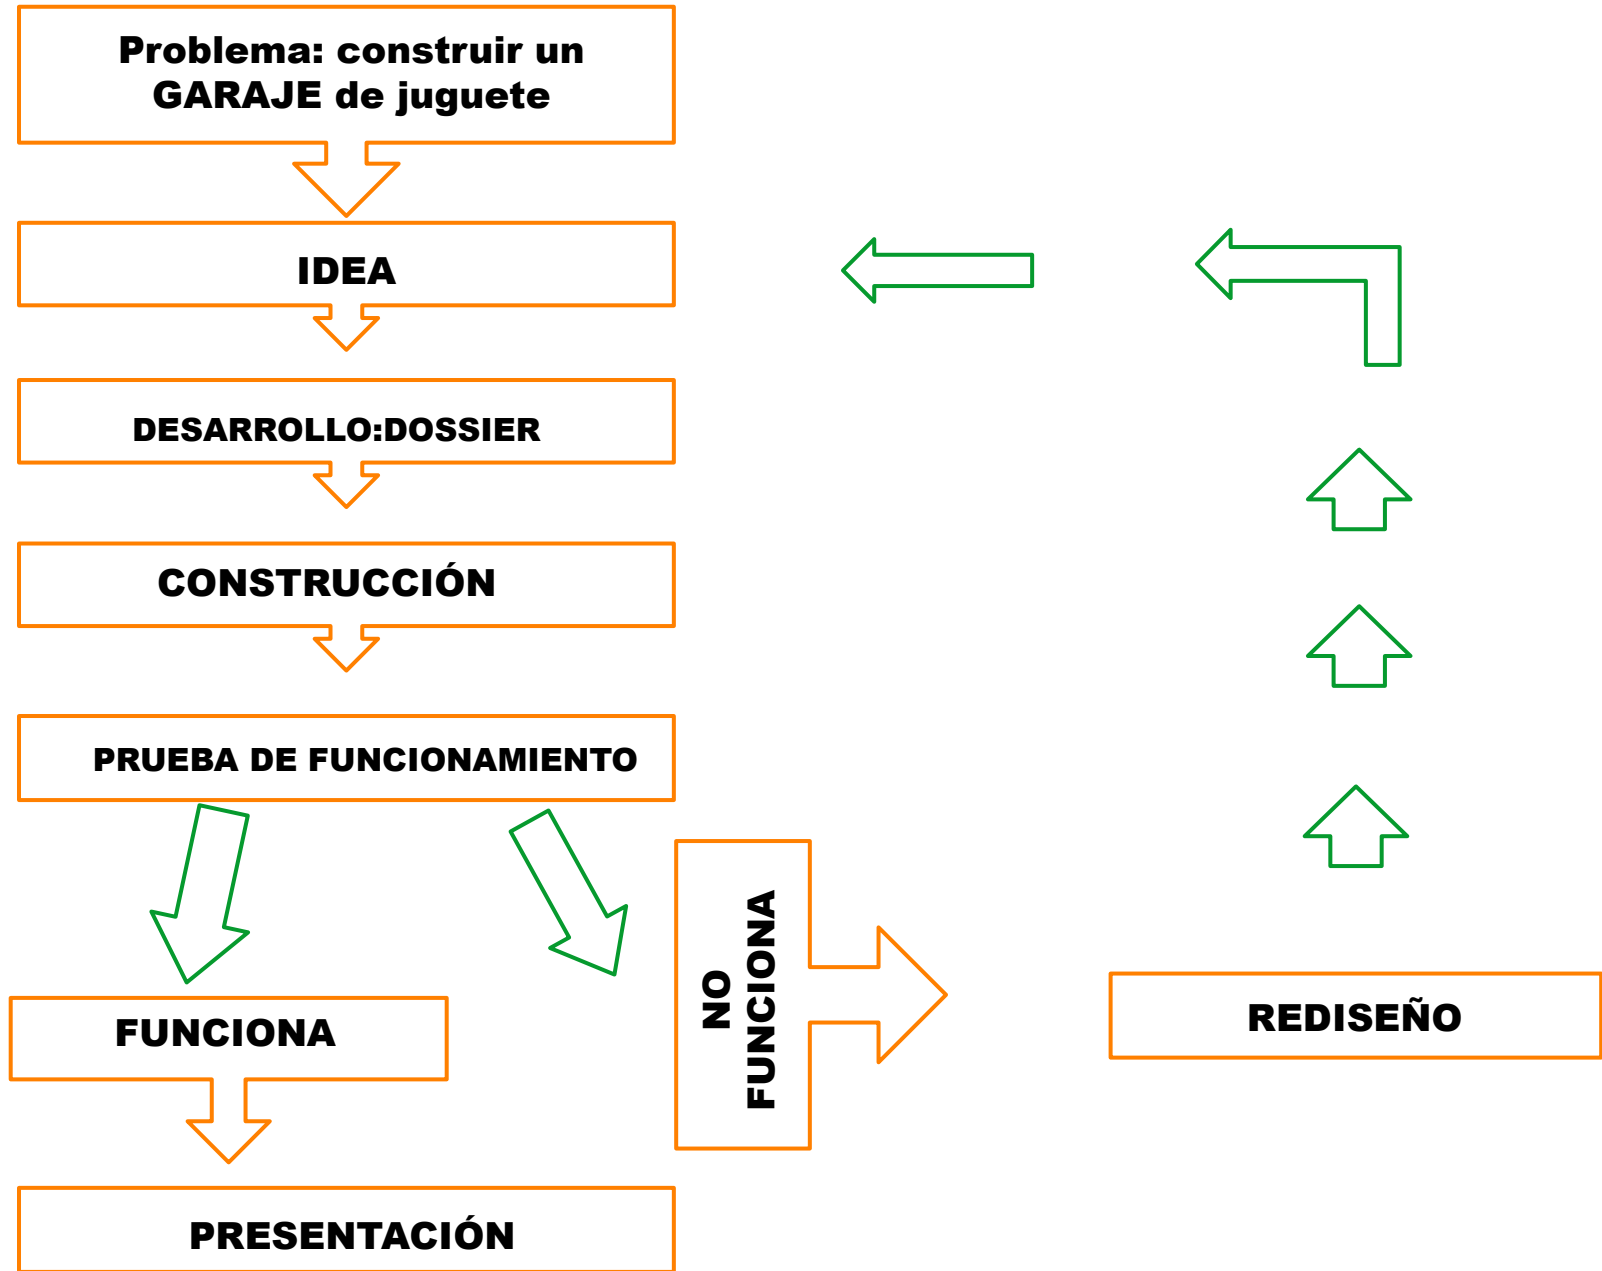 Problema: construir un
GARAJE de juguete
IDEA
DESARROLLO:DOSSIER
CONSTRUCCIÓN
PRUEBA DE FUNCIONAMIENTO
NO
FUNCIONA
REDISEÑO
FUNCIONA
PRESENTACIÓN